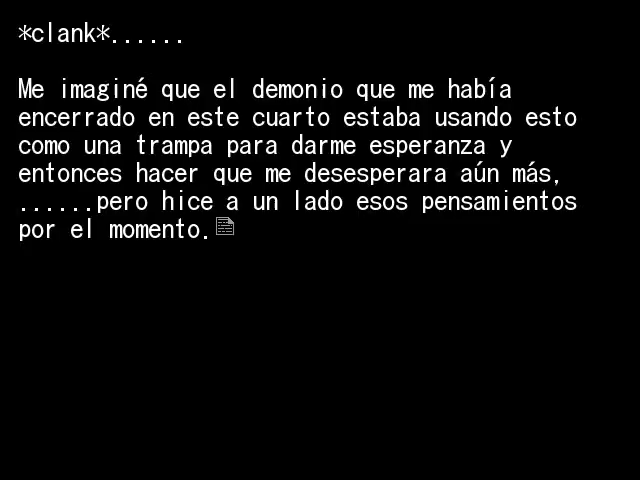 *clank*......
Me imaginé que el demonio que me había
encerrado en este cuarto estaba usando esto
como una trampa para darme esperanza y
entonces hacer que me desesperara aún más,
......pero hice a un lado esos pensamientos
por el momento.